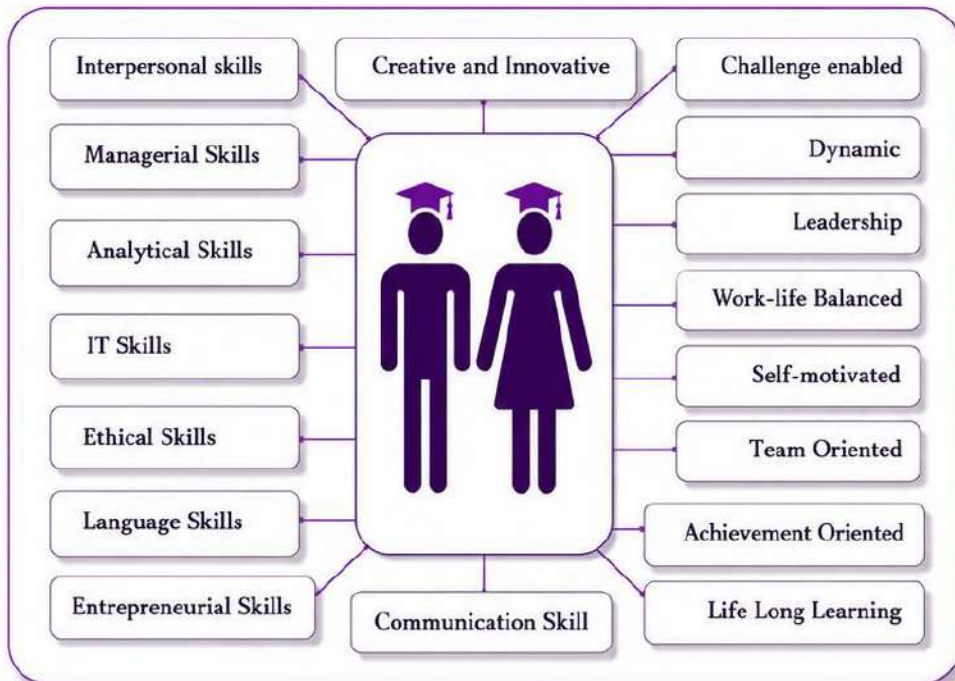 Interpersonal skills
Creative and Innovative
Challenge enabled
Managerial Skills
Dynamic
Analytical Skills
Leadership
Work-life Balanced
IT Skills
Self-motivated
Ethical Skills
Team Oriented
Language Skills
Achievement Oriented
Entrepreneurial Skills
Communication Skill
Life Long Learning